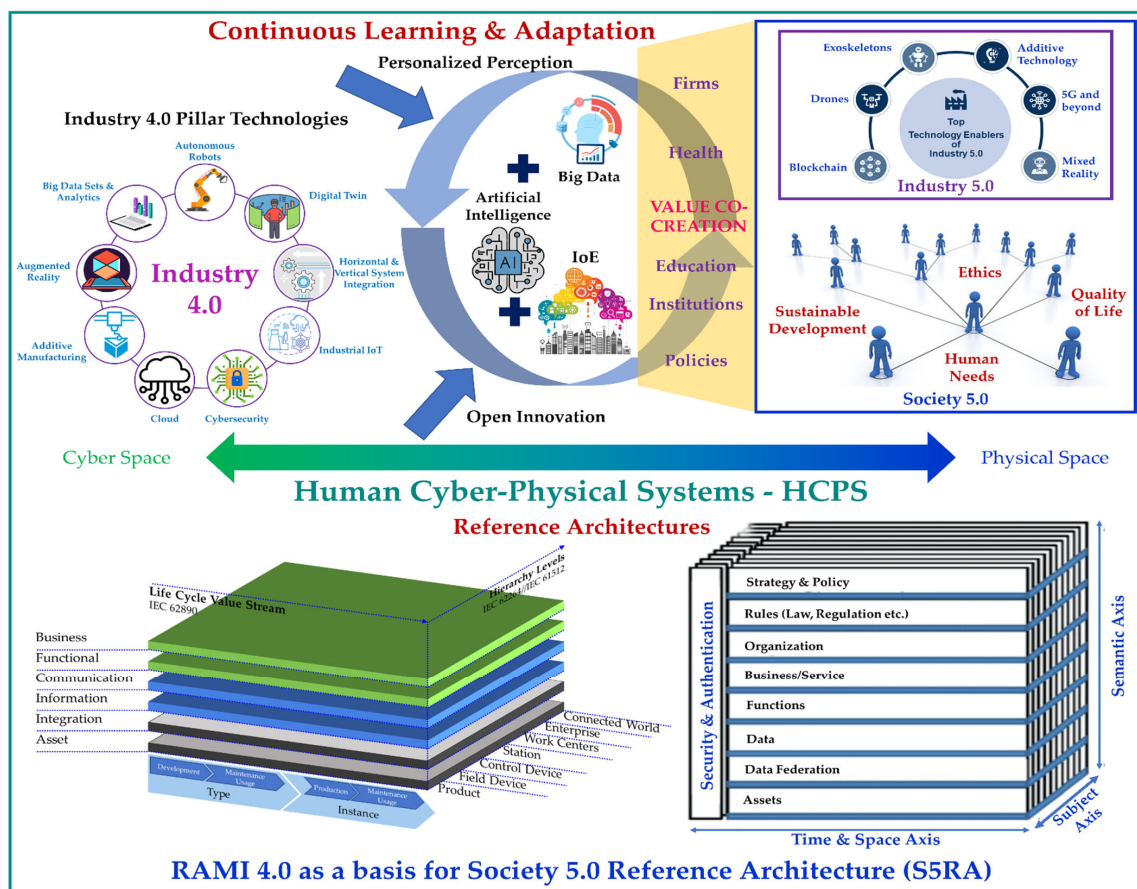 Continuous Learning & Adaptation
Personalized Perception
Industry 4.0 Pillar Technologies
Autonomous
Robots
Big Data Sets &
Analytics
Digital Twin
Augmented
Reality
Industry
4.0
Horizontal &
Vertical System
Integration
Additive
Manufacturing
Industrial IoT
Cloud
Cybersecurity
Big Data
Artificial
Intelligence
AI
IoE
Open Innovation
Firms
Health
VALUE CO-
CREATION
Education
Institutions
Policies
Exoskeletons
Additive
Technology
Drones
5G and
beyond
Top
Technology Enablers
of
Industry 5.0
Blockchain
Mixed
Reality
Industry 5.0
Ethics
Sustainable
Development
Quality
of Life
Human
Needs
Society 5.0
Cyber Space
Physical Space
Human Cyber-Physical Systems - HCPS
Reference Architectures
Life Cycle Value Stream
IEC 62890
Hierarchy Levels
IEC 62264//IEC 61512
Business
Functional
Communication
Information
Integration
Asset
Connected World
Enterprise
Work Centers
Station
Control Device
Field Device
Product
Development
Maintenance
Usage
Type
Production
Maintenance
Usage
Instance
Security & Authentication
Strategy & Policy
Rules (Law, Regulation etc.)
Organization
Business/Service
Functions
Data
Data Federation
Assets
Semantic Axis
Subject
Axis
Time & Space Axis
RAMI 4.0 as a basis for Society 5.0 Reference Architecture (S5RA)